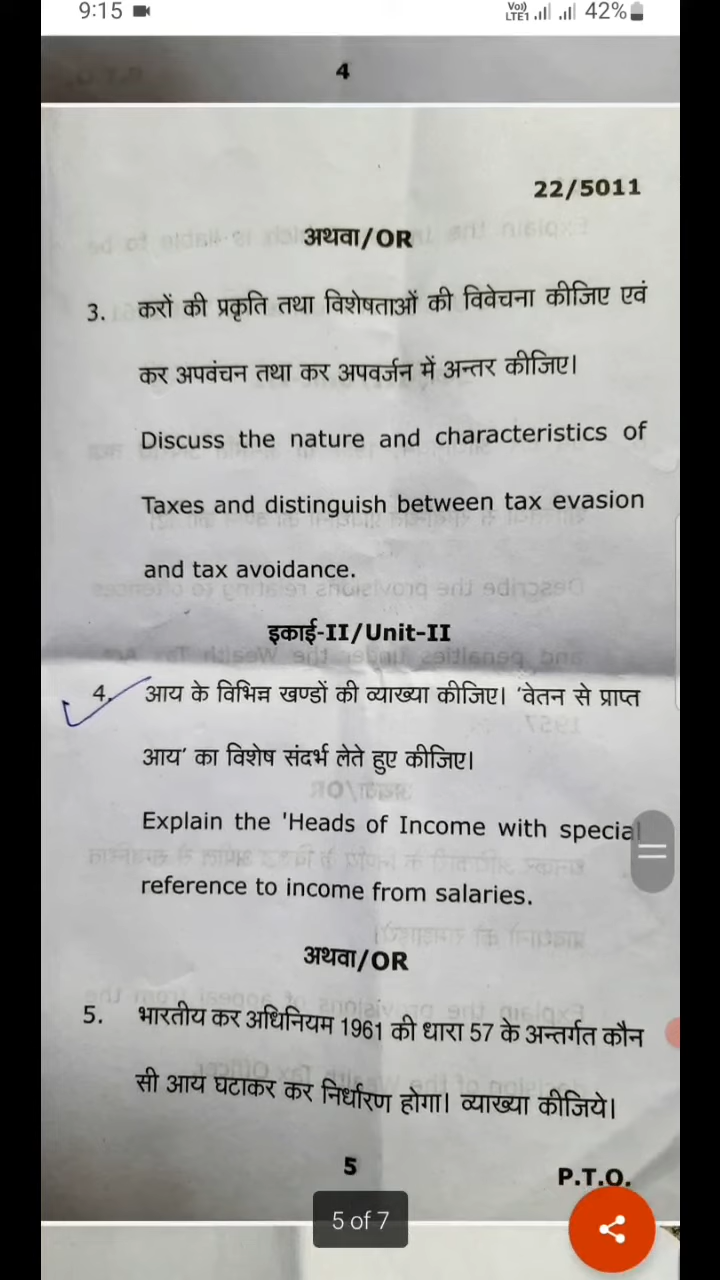 9:15
Vo)
LTE1
42%
4
22/5011
अथवा/OR
3. करों की प्रकृति तथा विशेषताओं की विवेचना कीजिए एवं
कर अपवंचन तथा कर अपवर्जन में अन्तर कीजिए।
Discuss the nature and characteristics of
Taxes and distinguish between tax evasion
and tax avoidance.
इकाई-II/Unit-II
4. आय के विभिन्न खण्डों की व्याख्या कीजिए। 'वेतन से प्राप्त
आय' का विशेष संदर्भ लेते हुए कीजिए।
Explain the 'Heads of Income with special
reference to income from salaries.
अथवा/OR
5. भारतीय कर अधिनियम 1961 की धारा 57 के अन्तर्गत कौन
सी आय घटाकर कर निर्धारण होगा। व्याख्या कीजिये।
5
P.T.O.
5 of 7